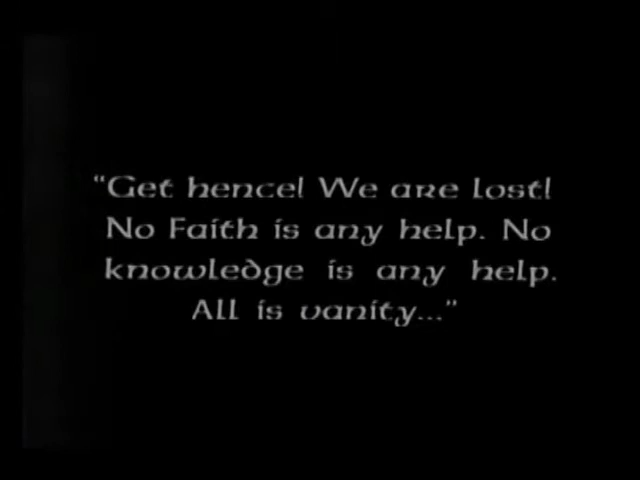 "Get hence! We are lost!
No Faith is any help. No
knowledge is any help.
All is vanity..."